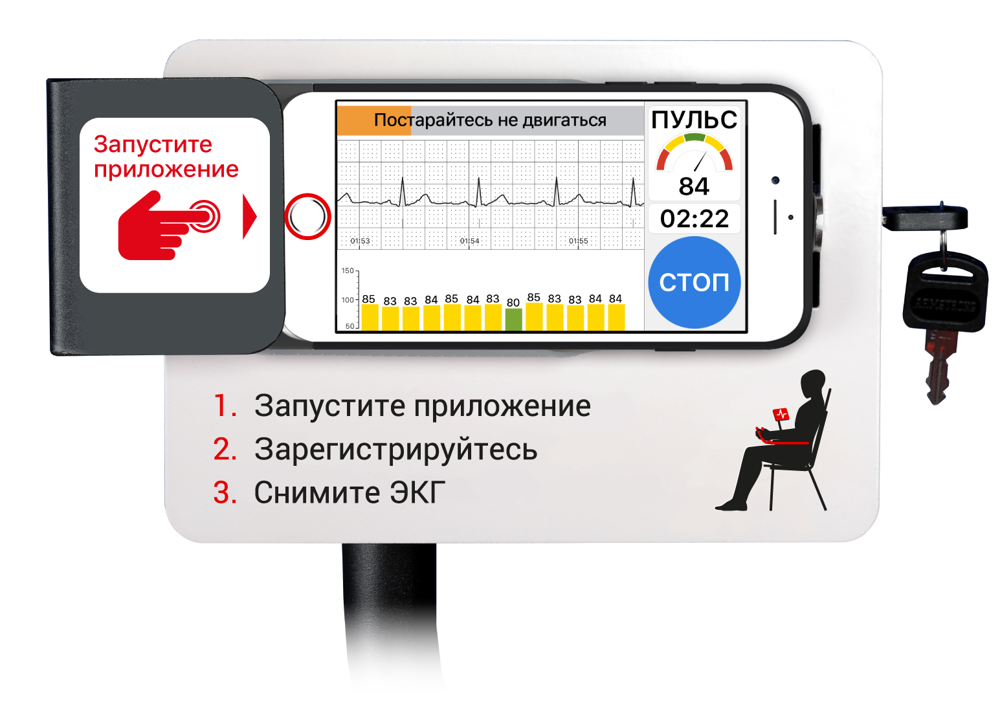 Запустите
приложение
Постарайтесь не двигаться
ПУЛЬС
84
02:22
СТОП
01:53 01:54 01:55
150
100
50
85 83 83 84 85 84 83 80 85 83 83 84 84
1. Запустите приложение
2. Зарегистрируйтесь
3. Снимите ЭКГ
ARMSTRONG